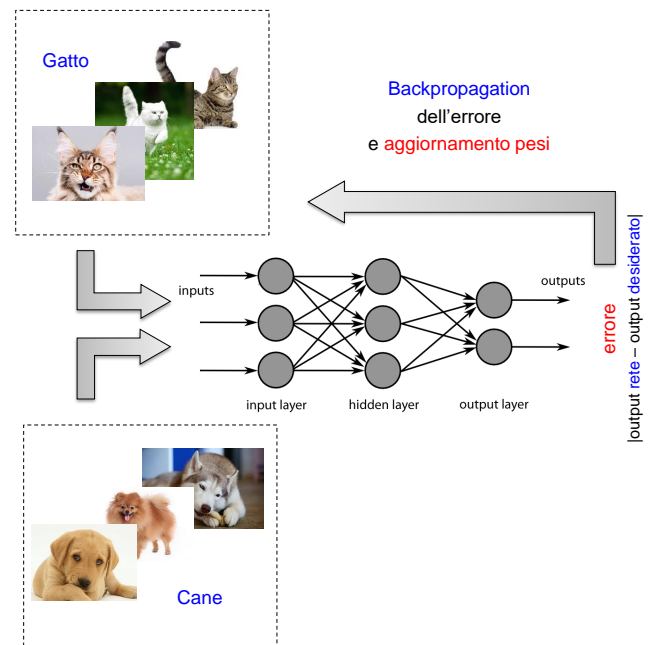 Gatto
Backpropagation
dell'errore
e aggiornamento pesi
inputs
outputs
input layer
hidden layer
output layer
errore
|output rete – output desiderato|
Cane